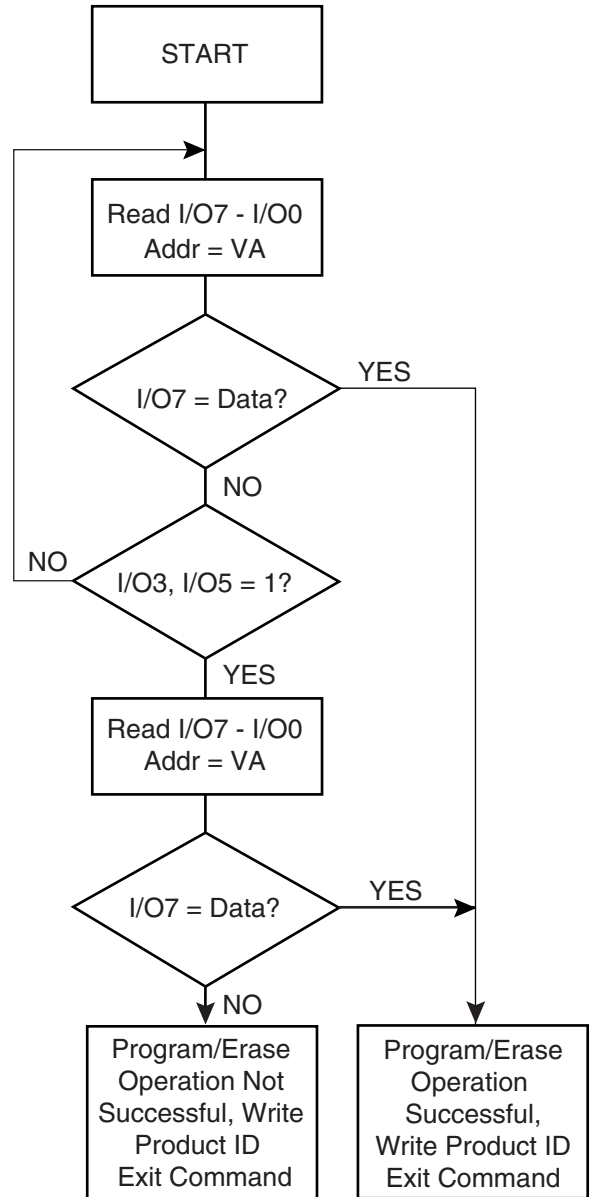 START
Read I/O7 - I/O0
Addr = VA
I/O7 = Data?
YES
NO
NO
I/O3, I/O5 = 1?
YES
Read I/O7 - I/O0
Addr = VA
I/O7 = Data?
YES
NO
Program/Erase
Operation Not
Successful, Write
Product ID
Exit Command
Program/Erase
Operation
Successful,
Write Product ID
Exit Command